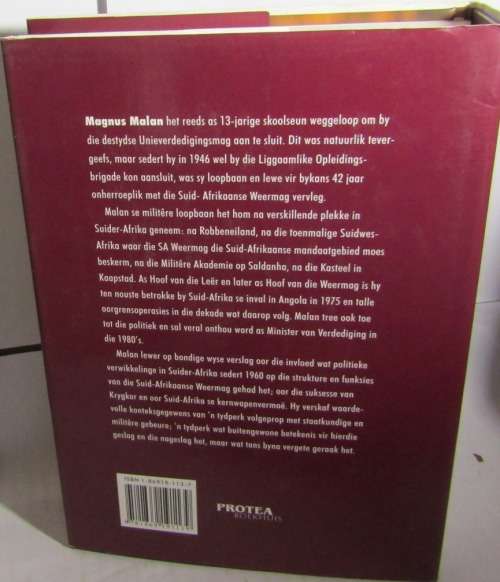 Magnus Malan het reeds as 13-jarige skoolseun weggeloop om by
die destydse Unieverdedigingsmag aan te sluit. Dit was natuurlik tever-
geefs, maar sedert hy in 1946 wel by die Liggaamlike Opleidings-
brigade kon aansluit, was sy loopbaan en lewe vir bykans 42 jaar
onherroeplik met die Suid- Afrikaanse Weermag vervleg.
Malan se militêre loopbaan het hom na verskillende plekke in
Suider-Afrika geneem: na Robbeneiland, na die toenmalige Suidwes-
Afrika waar die SA Weermag die Suid-Afrikaanse mandaatgebied moes
beskerm, na die Militêre Akademie op Saldanha, na die Kasteel in
Kaapstad. As Hoof van die Leër en later as Hoof van die Weermag is hy
ten nouste betrokke by Suid-Afrika se inval in Angola in 1975 en talle
oorgrensoperasies in die dekade wat daarop volg. Malan tree ook toe
tot die politiek en sal veral onthou word as Minister van Verdediging in
die 1980's.
Malan lewer op bondige wyse verslag oor die invloed wat politieke
verwikkelinge in Suider-Afrika sedert 1960 op die strukture en funksies
van die Suid-Afrikaanse Weermag gehad het; oor die suksesse van
Krygkor en oor Suid-Afrika se kernwapenvermoë. Hy verskaf waarde-
volle konteksgegewens van 'n tydperk volgeprop met staatkundige en
militêre gebeure; 'n tydperk wat buitengewone betekenis vir hierdie
geslag en die nageslag het, maar wat tans byna vergete geraak het.
ISBN 1-86919-113-7
PROTEA
BOEKHUIS